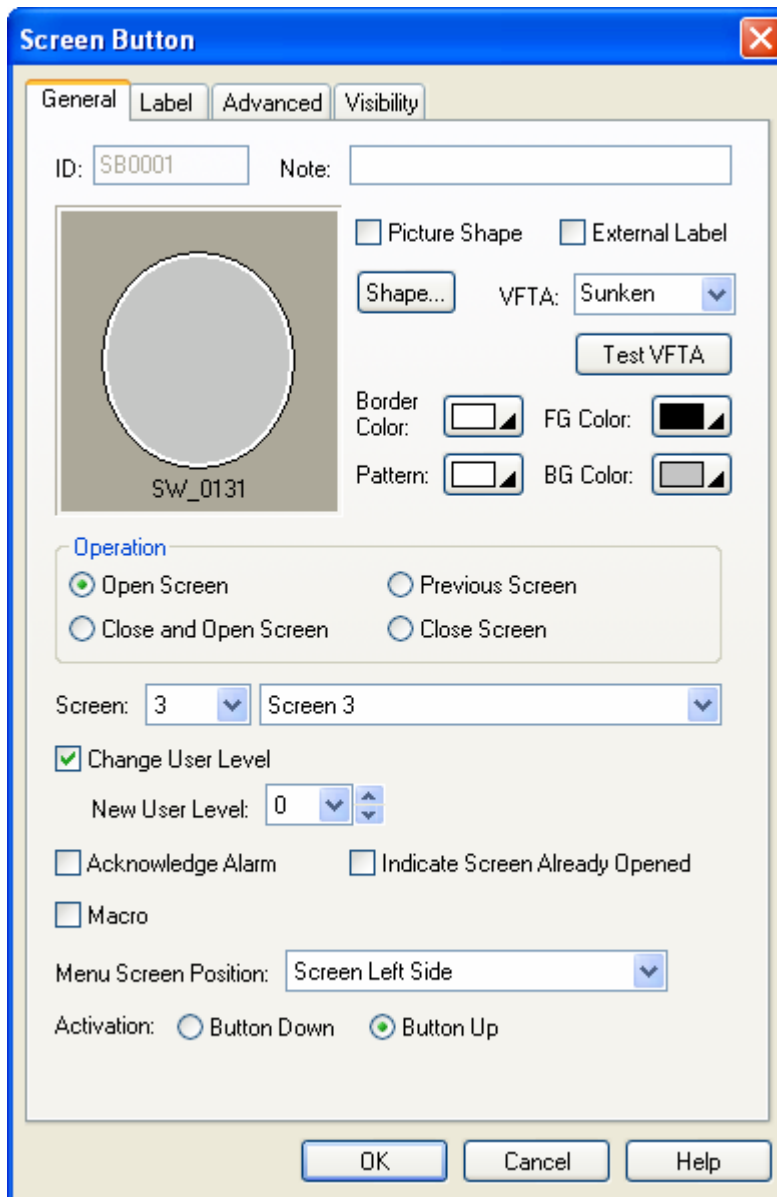 Screen Button
General Label Advanced Visibility
ID: SB0001 Note:
Picture Shape External Label
Shape... VFTA: Sunken
Test VFTA
Border Color: FG Color:
Pattern: BG Color:
SW_0131
Operation
Open Screen Previous Screen
Close and Open Screen Close Screen
Screen: 3 Screen 3
Change User Level
New User Level: 0
Acknowledge Alarm Indicate Screen Already Opened
Macro
Menu Screen Position: Screen Left Side
Activation: Button Down Button Up
OK Cancel Help